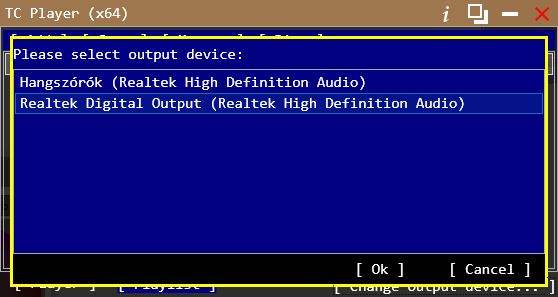 TC Player (x64)
Please select output device:
Hangszórók (Realtek High Definition Audio)
Realtek Digital Output (Realtek High Definition Audio)
[ Ok ] [ Cancel ]
[ Player ] [ Playlist ] [ Change output device... ]